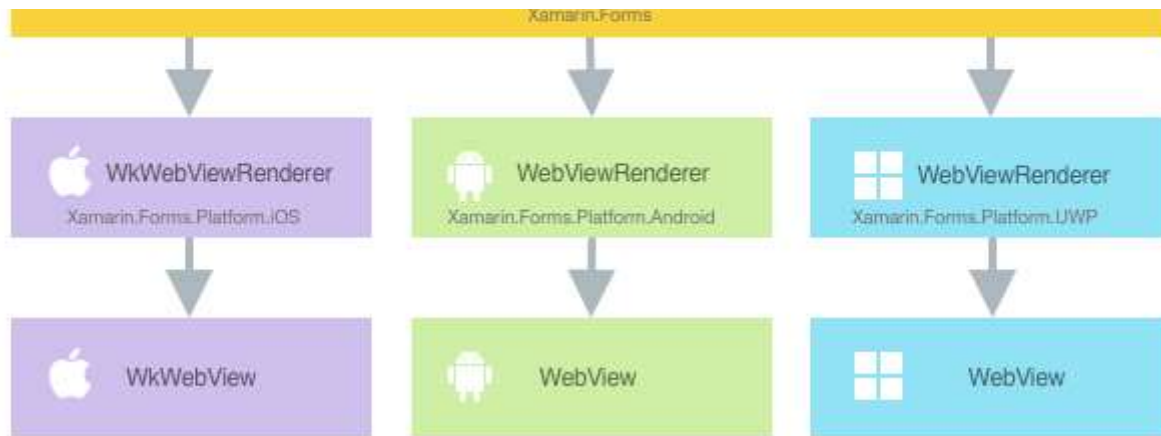 Xamarin.Forms
WkWebViewRenderer
Xamarin.Forms.Platform.iOS
WebViewRenderer
Xamarin.Forms.Platform.Android
WebViewRenderer
Xamarin.Forms.Platform.UWP
WkWebView
WebView
WebView